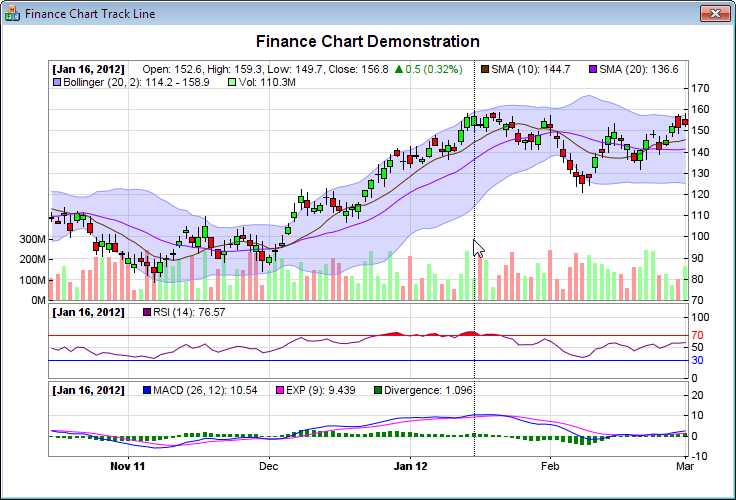 Finance Chart Track Line
Finance Chart Demonstration
[Jan 16, 2012] Open: 152.6, High: 159.3, Low: 149.7, Close: 156.8 ▲ 0.5 (0.32%) SMA (10): 144.7 SMA (20): 136.6
Bollinger (20, 2): 114.2 - 158.9 Vol: 110.3M
170
160
150
140
130
120
110
100
90
80
70
300M
200M
100M
0M
[Jan 16, 2012] RSI (14): 76.57
100
70
50
30
0
[Jan 16, 2012] MACD (26, 12): 10.54 EXP (9): 9.439 Divergence: 1.096
20
10
0
-10
Nov 11 Dec Jan 12 Feb Mar